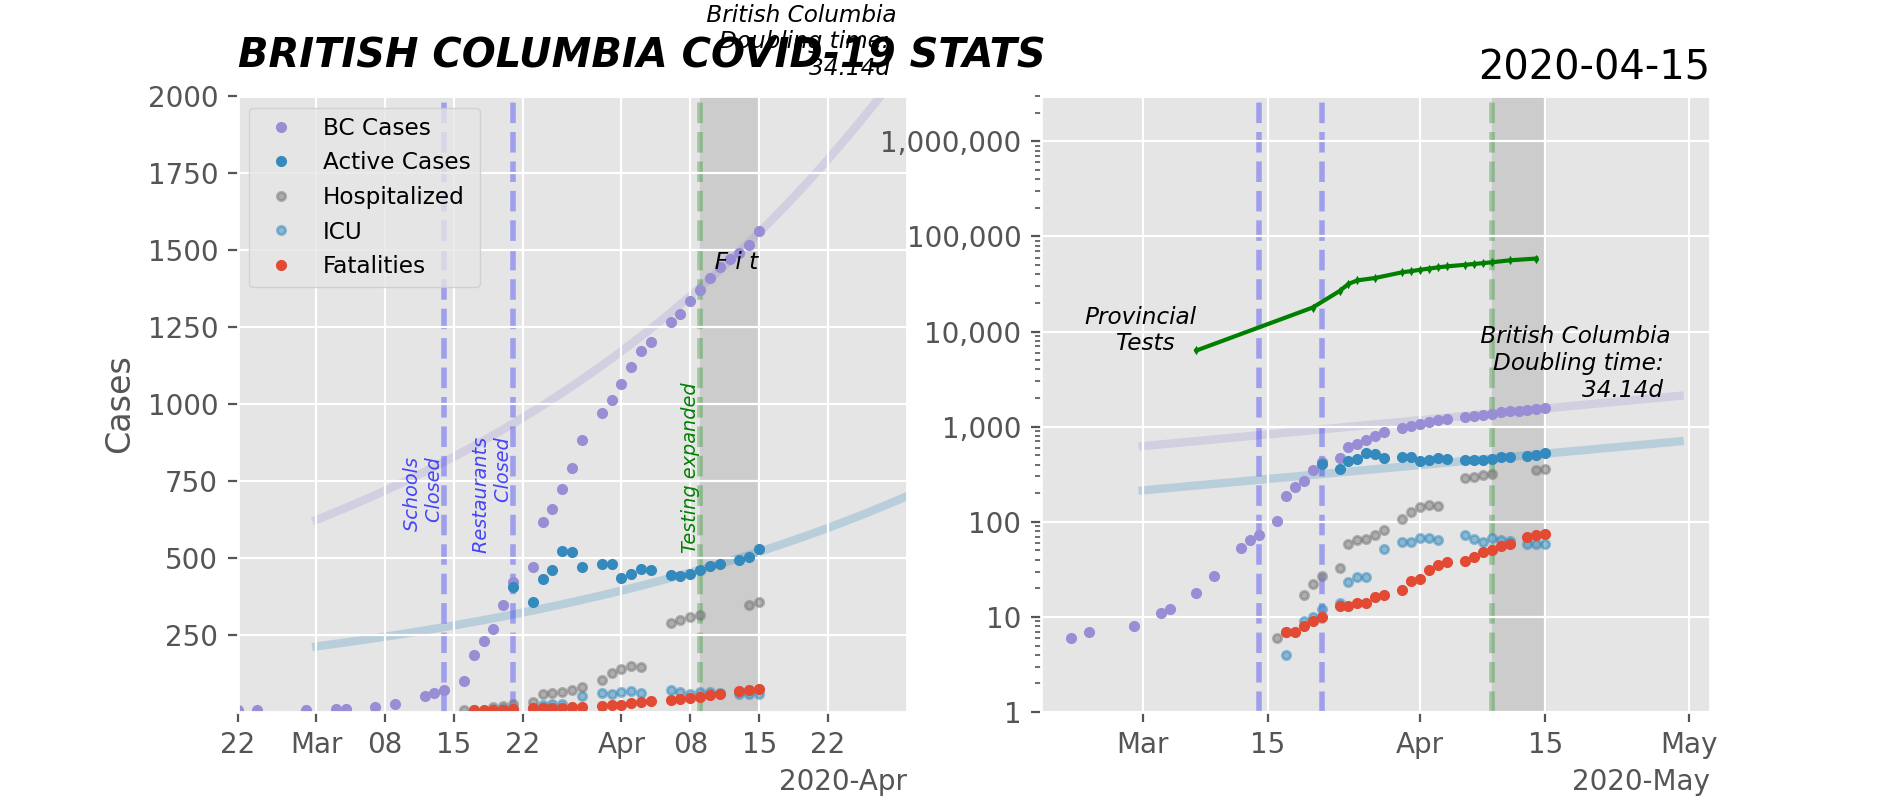 British Columbia
Doubling time:
34.14d
BRITISH COLUMBIA COVID-19 STATS
2020-04-15
2000
1750
1500
1250
1000
750
500
250
Cases
BC Cases
Active Cases
Hospitalized
ICU
Fatalities
F i t
Schools
Closed
Restaurants
Closed
Testing expanded
22
Mar
08
15
22
Apr
08
15
22
2020-Apr
1,000,000
100,000
10,000
1,000
100
10
1
Provincial
Tests
British Columbia
Doubling time:
34.14d
Mar
15
Apr
15
May
2020-May